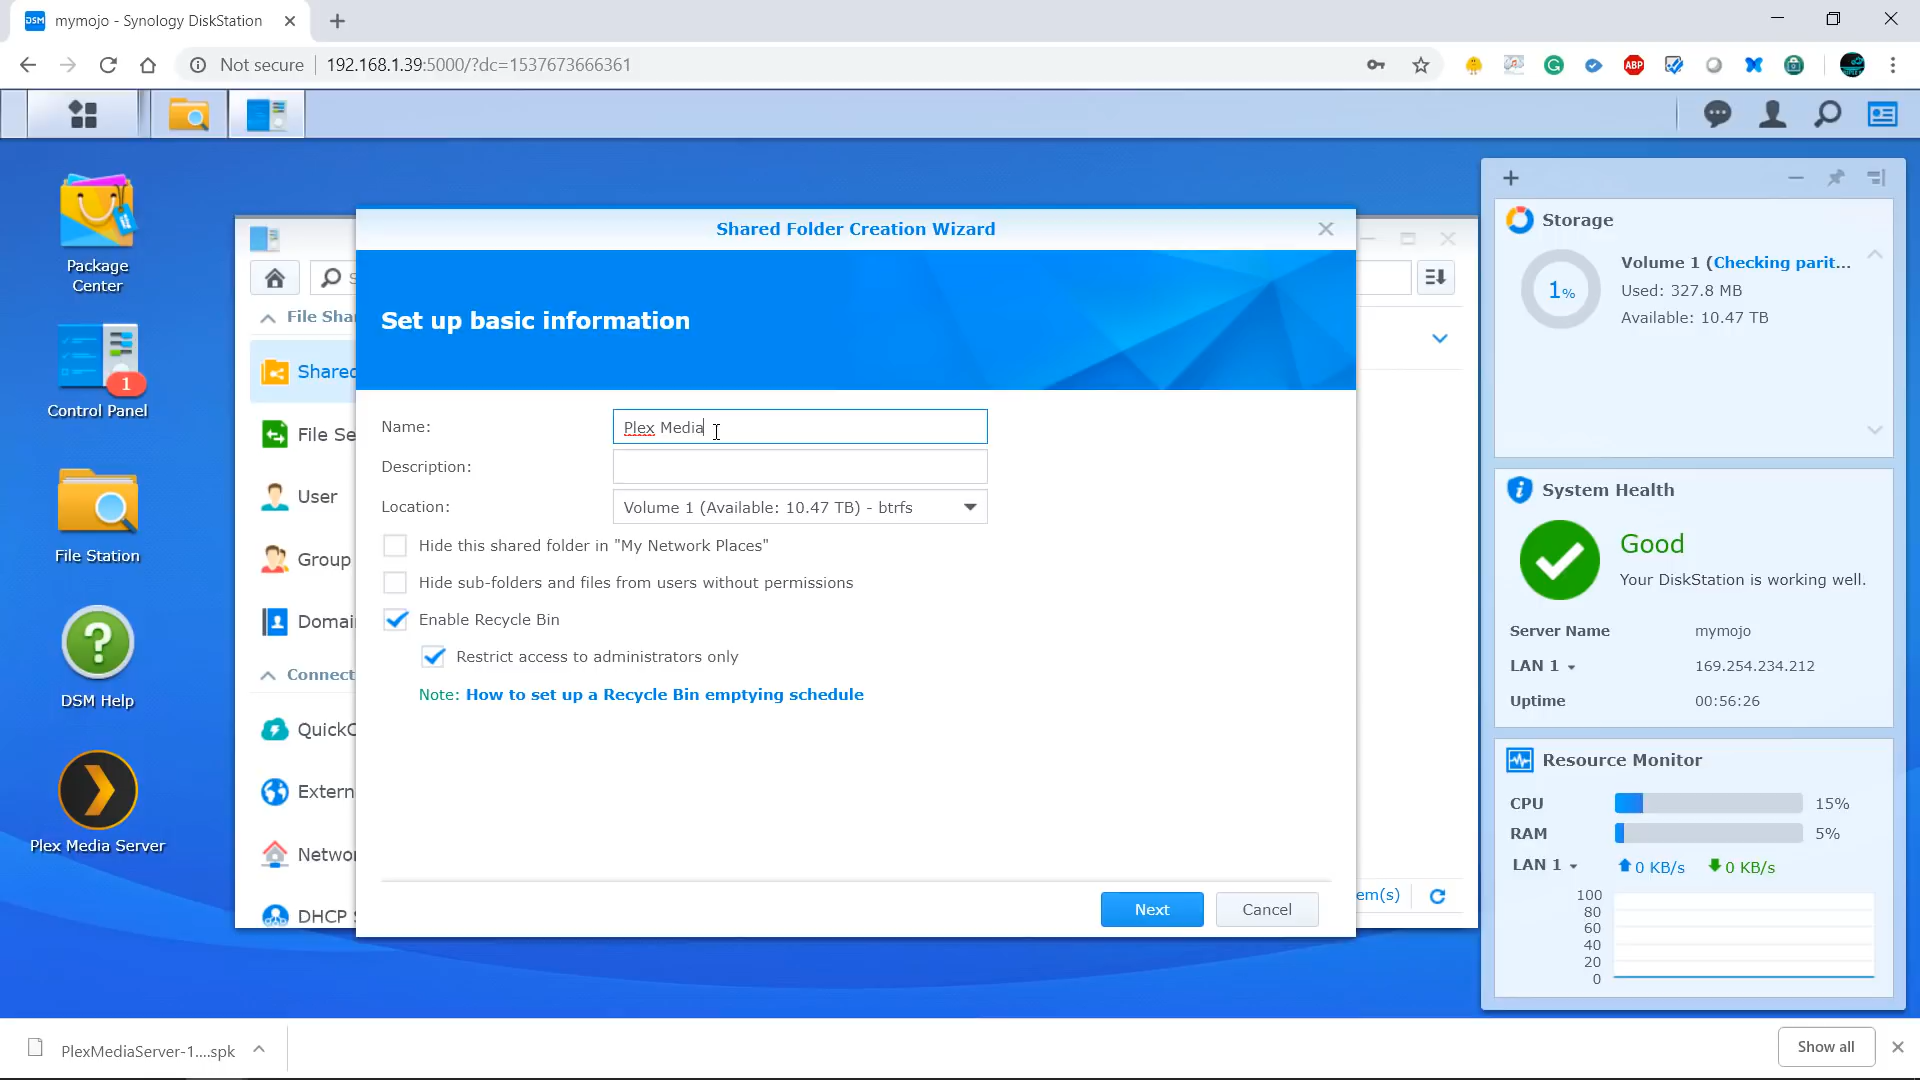 mymojo - Synology DiskStation
Not secure
192.168.1.39:5000/?dc=1537673666361
ABP
Package
Center
1
Control Panel
File Station
DSM Help
Plex Media Server
File Sha
Shared
File Se
User
Group
Domai
Connect
QuickC
Extern
Networ
DHCP S
em(s)
Shared Folder Creation Wizard
Set up basic information
Name:
Plex Media
Description:
Location:
Volume 1 (Available: 10.47 TB) - btrfs
Hide this shared folder in "My Network Places"
Hide sub-folders and files from users without permissions
Enable Recycle Bin
Restrict access to administrators only
Note: How to set up a Recycle Bin emptying schedule
Next
Cancel
Storage
1%
Volume 1 (Checking parit...
Used: 327.8 MB
Available: 10.47 TB
System Health
Good
Your DiskStation is working well.
Server Name mymojo
LAN 1 169.254.234.212
Uptime 00:56:26
Resource Monitor
CPU 15%
RAM 5%
LAN 1 0 KB/s 0 KB/s
100
80
60
40
20
0
PlexMediaServer-1....spk
Show all